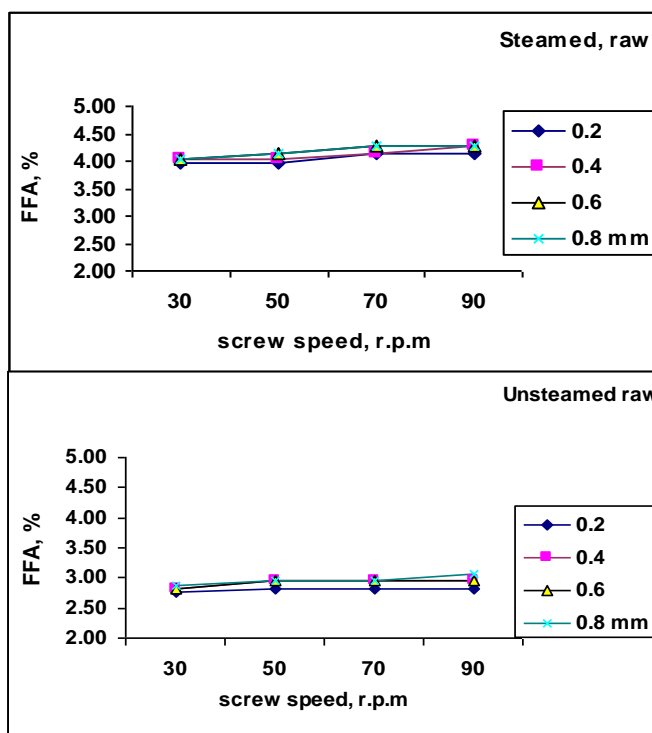 Steamed, raw
5.00
4.50
4.00
3.50
3.00
2.50
2.00
FFA, %
30 50 70 90
screw speed, r.p.m
0.2
0.4
0.6
0.8 mm
Unsteamed raw
5.00
4.50
4.00
3.50
3.00
2.50
2.00
FFA, %
30 50 70 90
screw speed, r.p.m
0.2
0.4
0.6
0.8 mm